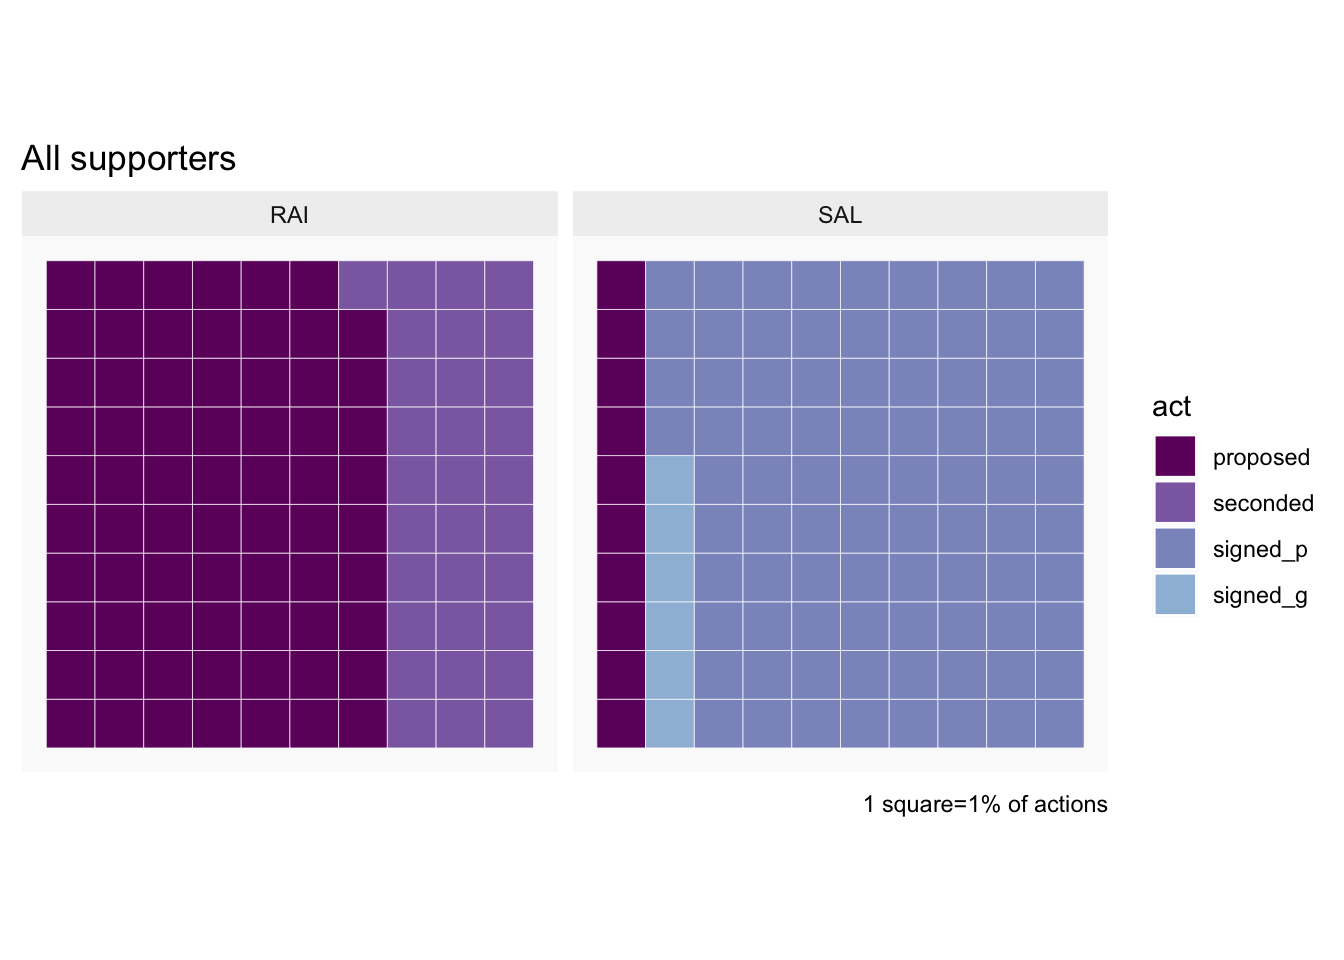 All supporters
RAI
SAL
act
proposed
seconded
signed_p
signed_g
1 square=1% of actions